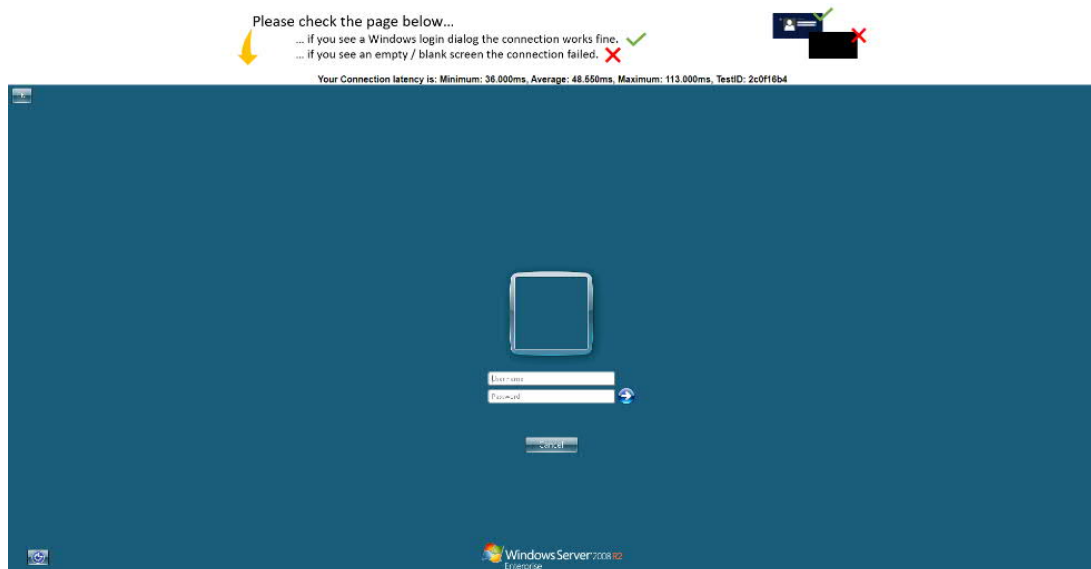 Please check the page below...
... if you see a Windows login dialog the connection works fine.
... if you see an empty / blank screen the connection failed.
Your Connection latency is: Minimum: 36.000ms, Average: 48.550ms, Maximum: 113.000ms, TestID: 2c0f16b4
Username
Password
Cancel
Windows Server 2008 R2
Enterprise